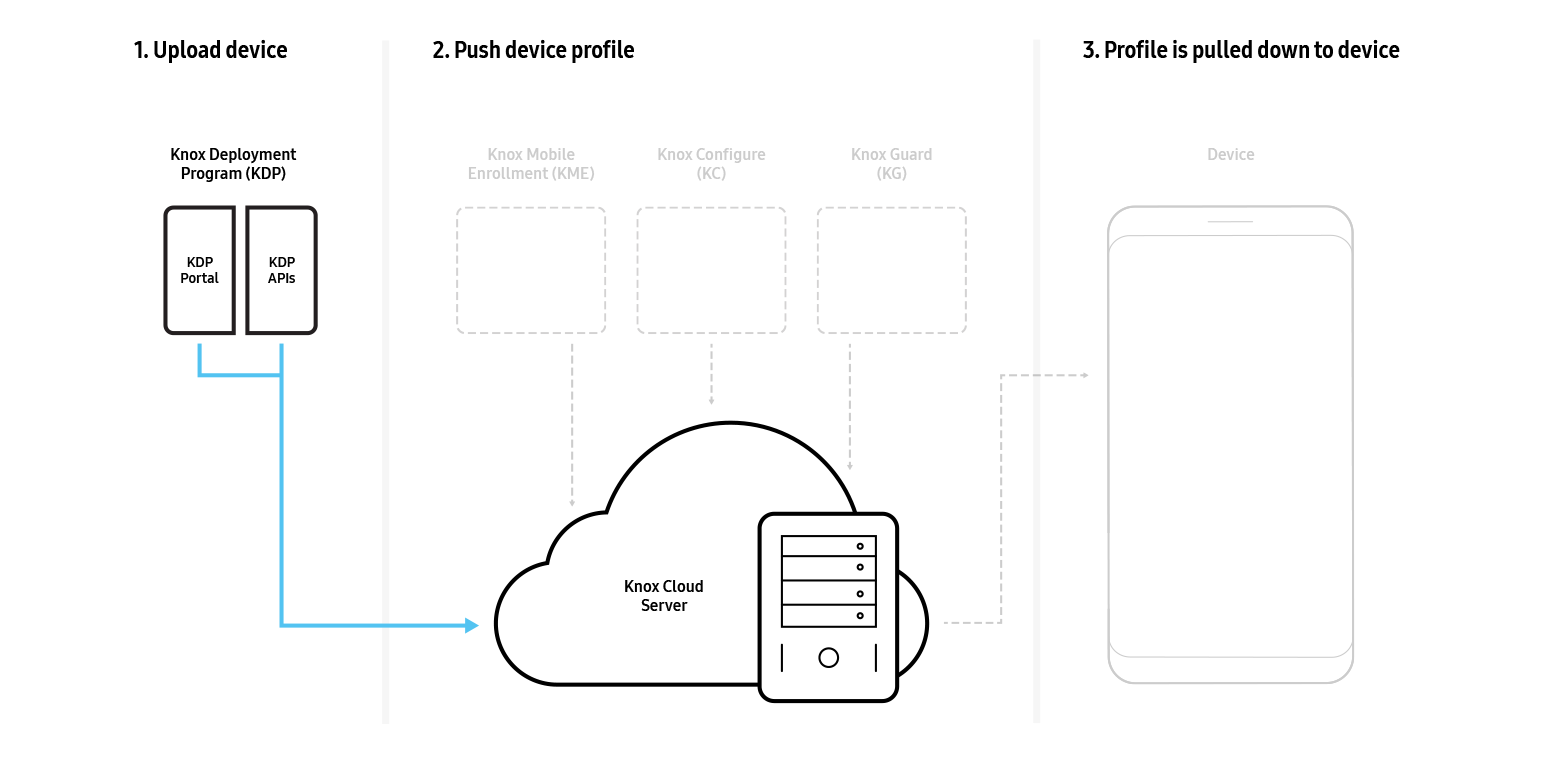 1. Upload device
2. Push device profile
3. Profile is pulled down to device
Knox Deployment
Program (KDP)
Knox Mobile
Enrollment (KME)
Knox Configure
(KC)
Knox Guard
(KG)
Device
KDP
Portal
KDP
APIs
Knox Cloud
Server